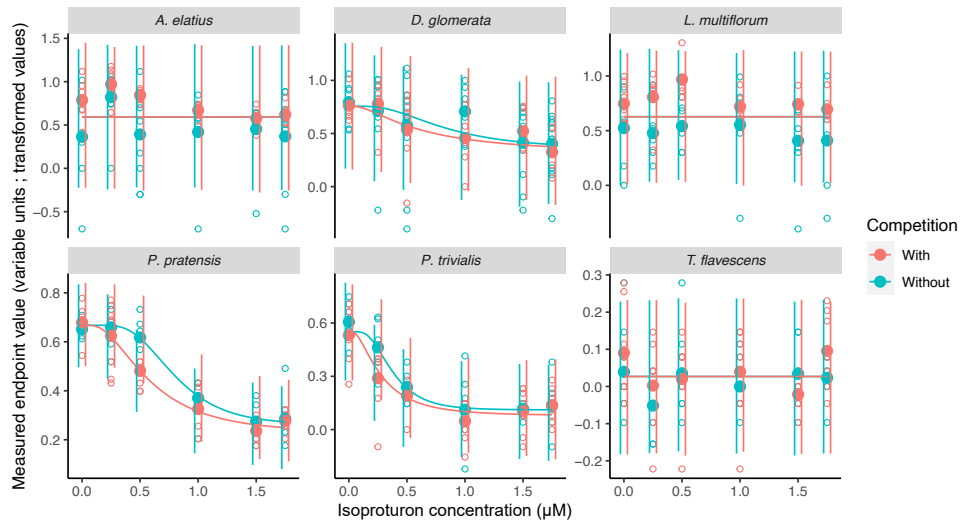 A. elatius
D. glomerata
L. multiflorum
1.5
1.0
0.5
0.0
−0.5
1.0
0.5
0.0
1.0
0.5
0.0
Measured endpoint value (variable units ; transformed values)
P. pratensis
P. trivialis
T. flavescens
0.8
0.6
0.4
0.2
0.6
0.3
0.0
0.3
0.2
0.1
0.0
−0.1
−0.2
0.0 0.5 1.0 1.5
0.0 0.5 1.0 1.5
0.0 0.5 1.0 1.5
Isoproturon concentration (μM)
Competition
With
Without